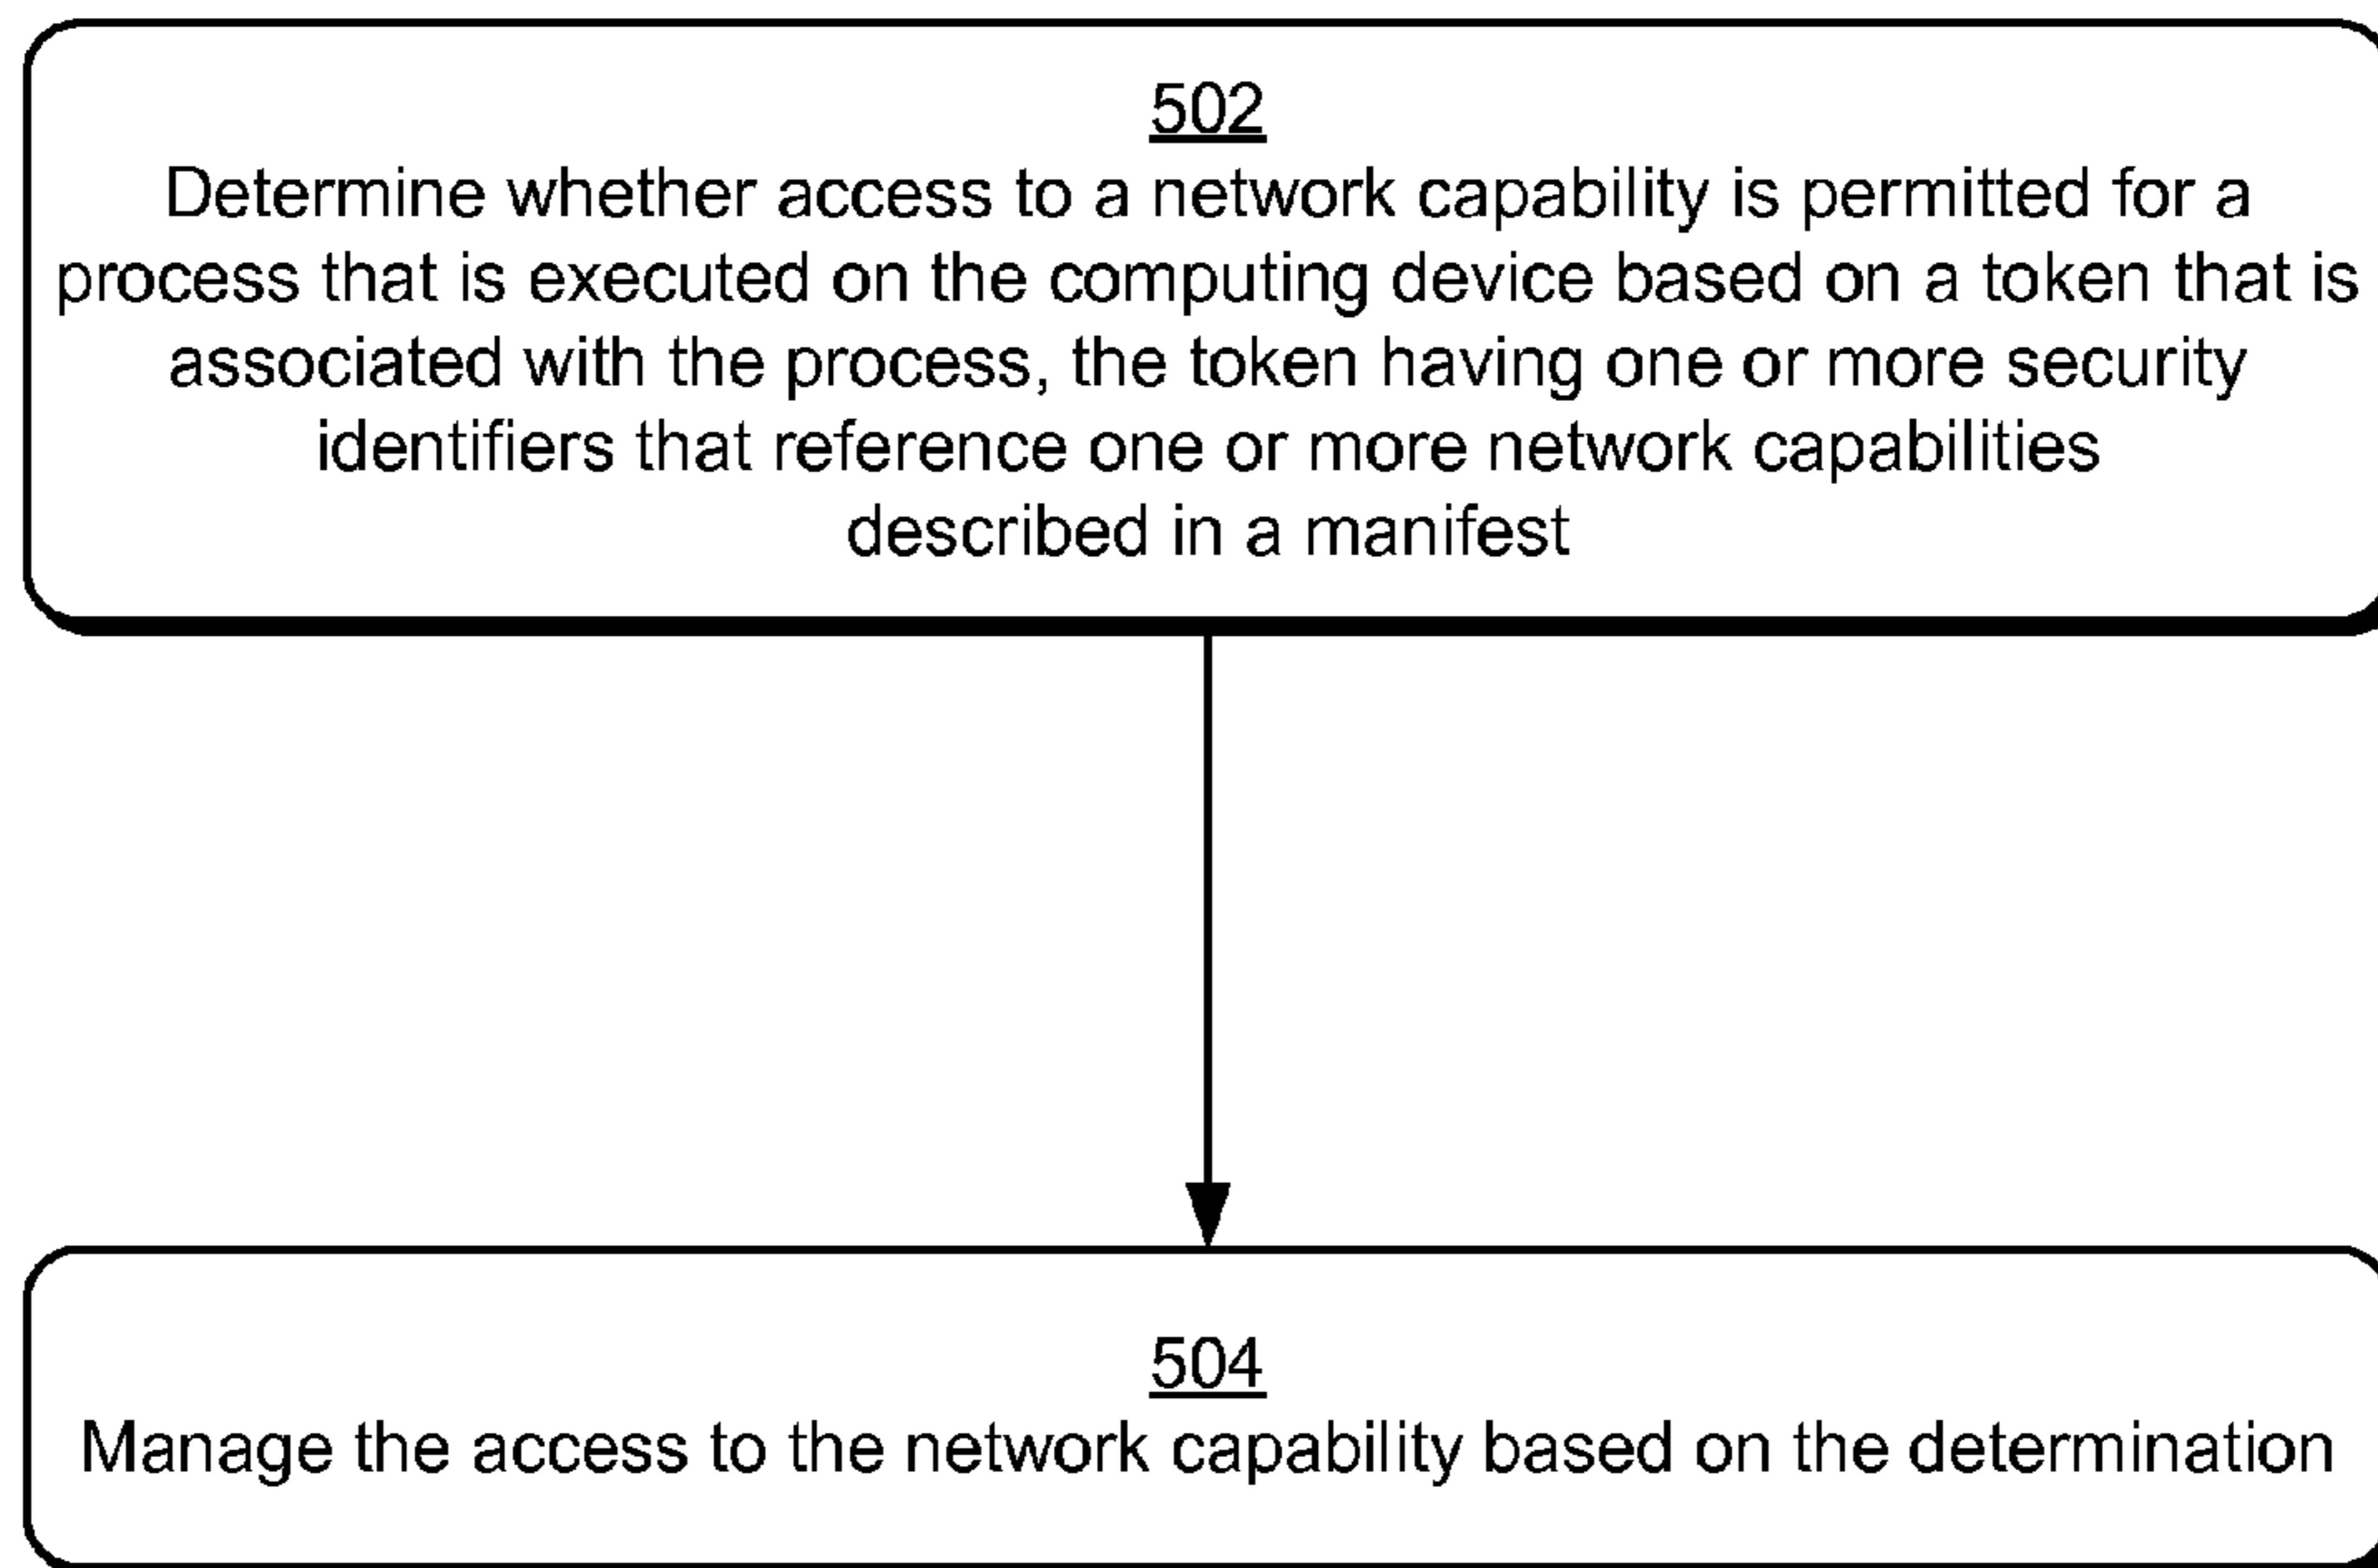 502
Determine whether access to a network capability is permitted for a
process that is executed on the computing device based on a token that is
associated with the process, the token having one or more security
identifiers that reference one or more network capabilities
described in a manifest
504
Manage the access to the network capability based on the determination